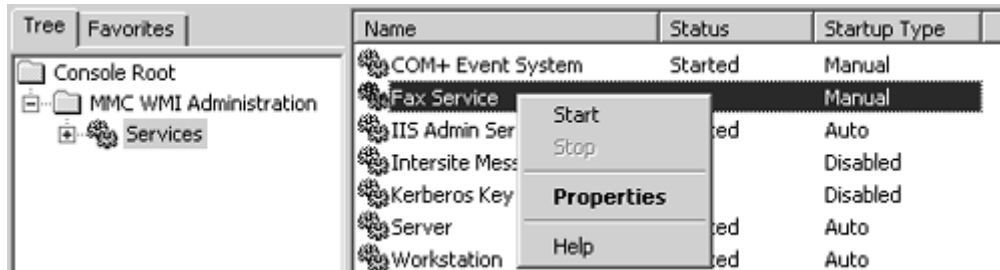 Tree Favorites
Name Status Startup Type
Console Root
MMC WMI Administration
Services
COM+ Event System Started Manual
Fax Service Manual
IIS Admin Ser ted Auto
Intersite Mess Disabled
Kerberos Key Disabled
Server ted Auto
Workstation ted Auto
Start
Stop
Properties
Help